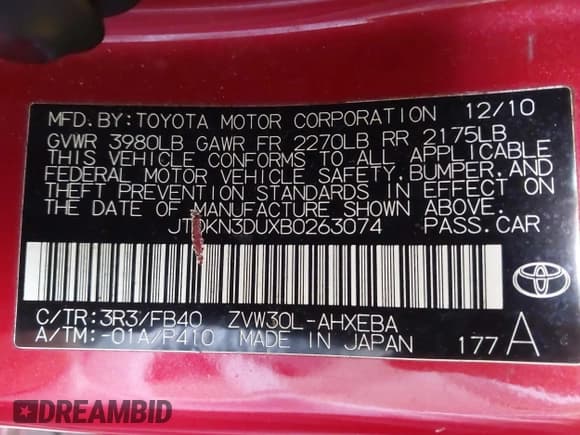 MFD.BY: TOYOTA MOTOR CORPORATION 12/10
GVWR 3980LB GAWR FR 2270LB RR 2175LB
THIS VEHICLE CONFORMS TO ALL APPLICABLE
FEDERAL MOTOR VEHICLE SAFETY, BUMPER, AND
THEFT PREVENTION STANDARDS IN EFFECT ON
THE DATE OF MANUFACTURE SHOWN ABOVE.
PASS.CAR
C/TR: 3R3/FB40 ZVW30L-AHXEBA
A/TM: -01A/P410 MADE IN JAPAN 177 A
TOYOTA
DREAMBID